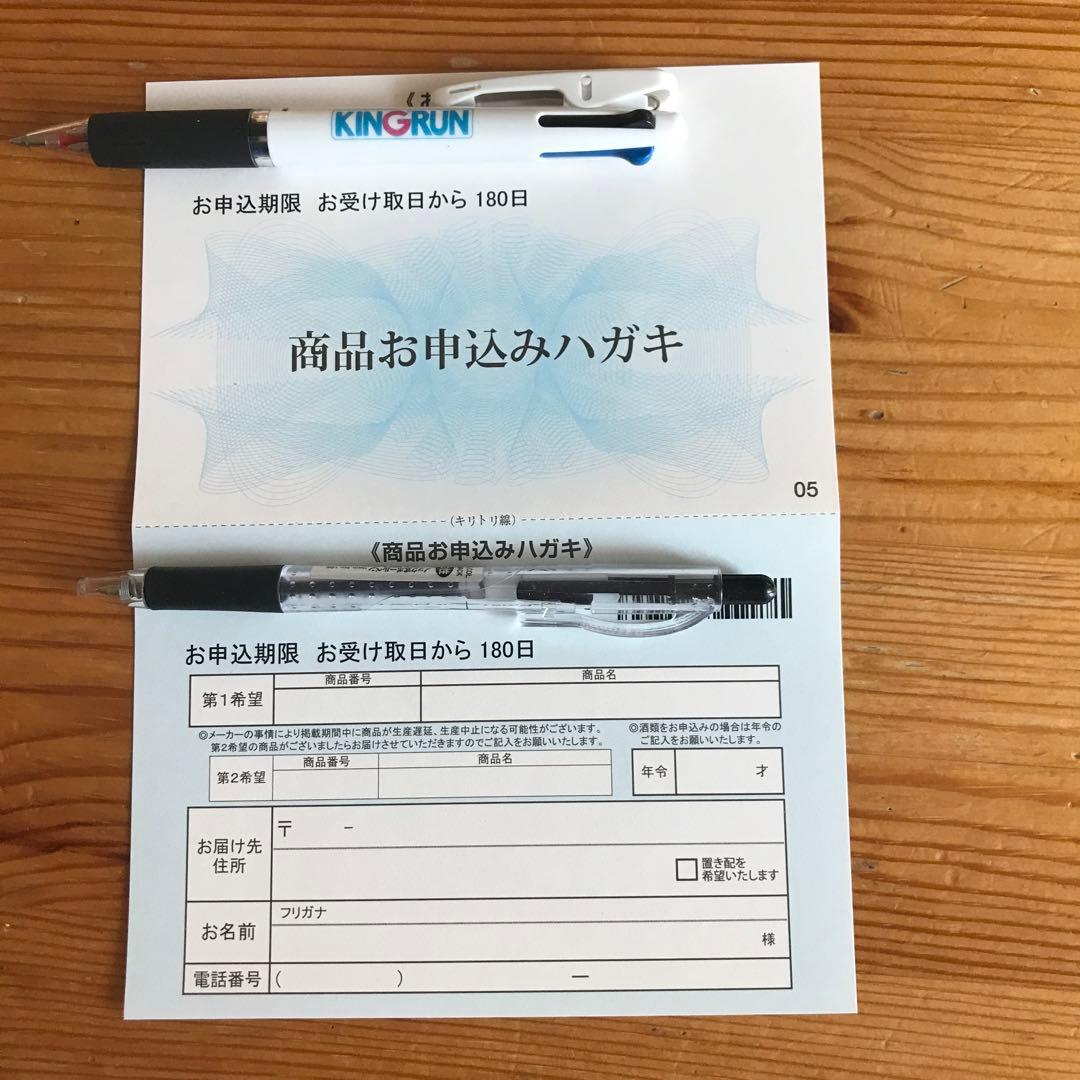 KINGRUN
お申込期限 お受け取日から 180日
商品お申込みハガキ
05
(キリトリ線)
《商品お申込みハガキ》
お申込期限 お受け取日から 180日
第1希望
商品番号
商品名
◎メーカーの事情により掲載期間中に商品が生産遅延、生産中止になる可能性がございます。
第2希望の商品がございましたらお届けさせていただきますのでご記入をお願いいたします。
◎酒類をお申込みの場合は年令の
ご記入をお願いいたします。
第2希望
商品番号
商品名
年令
才
お届け先
住所
〒 －
置き配を
希望いたします
お名前
フリガナ
様
電話番号
( ) ー